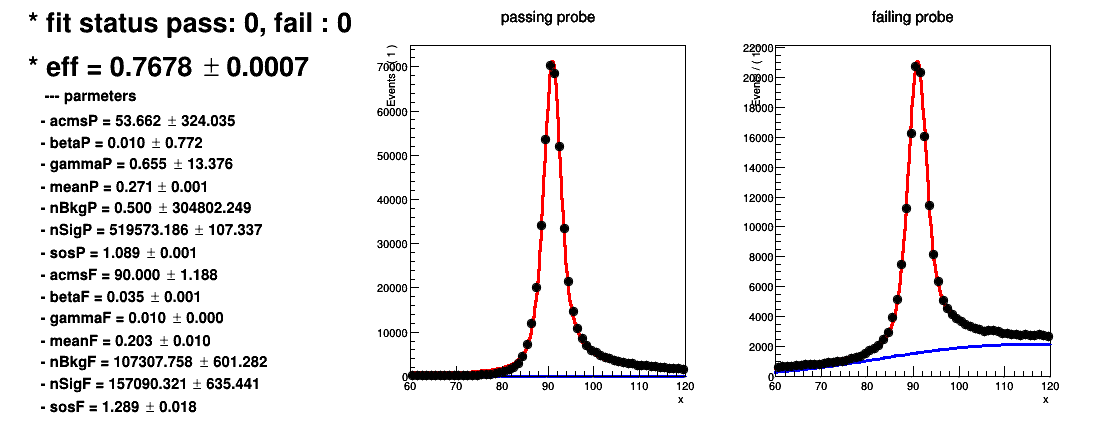 * fit status pass: 0, fail : 0
* eff = 0.7678 ± 0.0007
--- parmeters
- acmsP = 53.662 ± 324.035
- betaP = 0.010 ± 0.772
- gammaP = 0.655 ± 13.376
- meanP = 0.271 ± 0.001
- nBkgP = 0.500 ± 304802.249
- nSigP = 519573.186 ± 107.337
- sosP = 1.089 ± 0.001
- acmsF = 90.000 ± 1.188
- betaF = 0.035 ± 0.001
- gammaF = 0.010 ± 0.000
- meanF = 0.203 ± 0.010
- nBkgF = 107307.758 ± 601.282
- nSigF = 157090.321 ± 635.441
- sosF = 1.289 ± 0.018
passing probe
Events / ( 1 )
70000
60000
50000
40000
30000
20000
10000
0
60 70 80 90 100 110 120
x
failing probe
Events / ( 1 )
22000
20000
18000
16000
14000
12000
10000
8000
6000
4000
2000
0
60 70 80 90 100 110 120
x